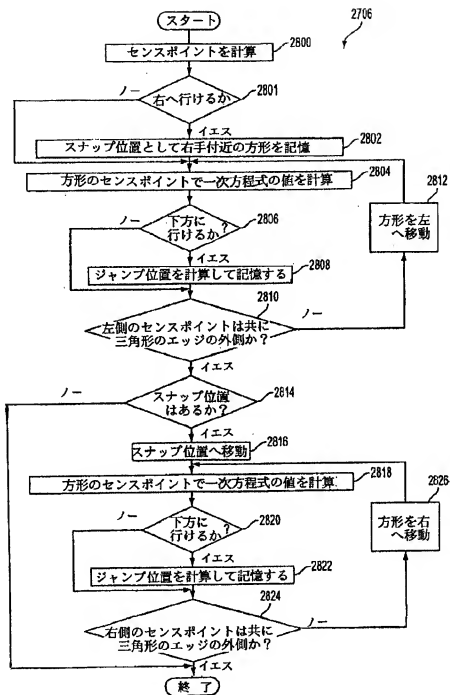 スタート
2706
センスポイントを計算
2800
ノー
右へ行けるか
2801
イエス
スナップ位置として右手付近の方形を記憶
2802
方形のセンスポイントで一次方程式の値を計算
2804
2812
方形を左
へ移動
ノー
下方に
行けるか?
2806
イエス
ジャンプ位置を計算して記憶する
2808
2810
左側のセンスポイントは共に
三角形のエッジの外側か?
ノー
イエス
ノー
スナップ位置
はあるか?
2814
イエス
スナップ位置へ移動
2816
方形のセンスポイントで一次方程式の値を計算
2818
2826
方形を右
へ移動
ノー
下方に
行けるか?
2820
イエス
ジャンプ位置を計算して記憶する
2822
2824
右側のセンスポイントは共に
三角形のエッジの外側か?
ノー
イエス
終了